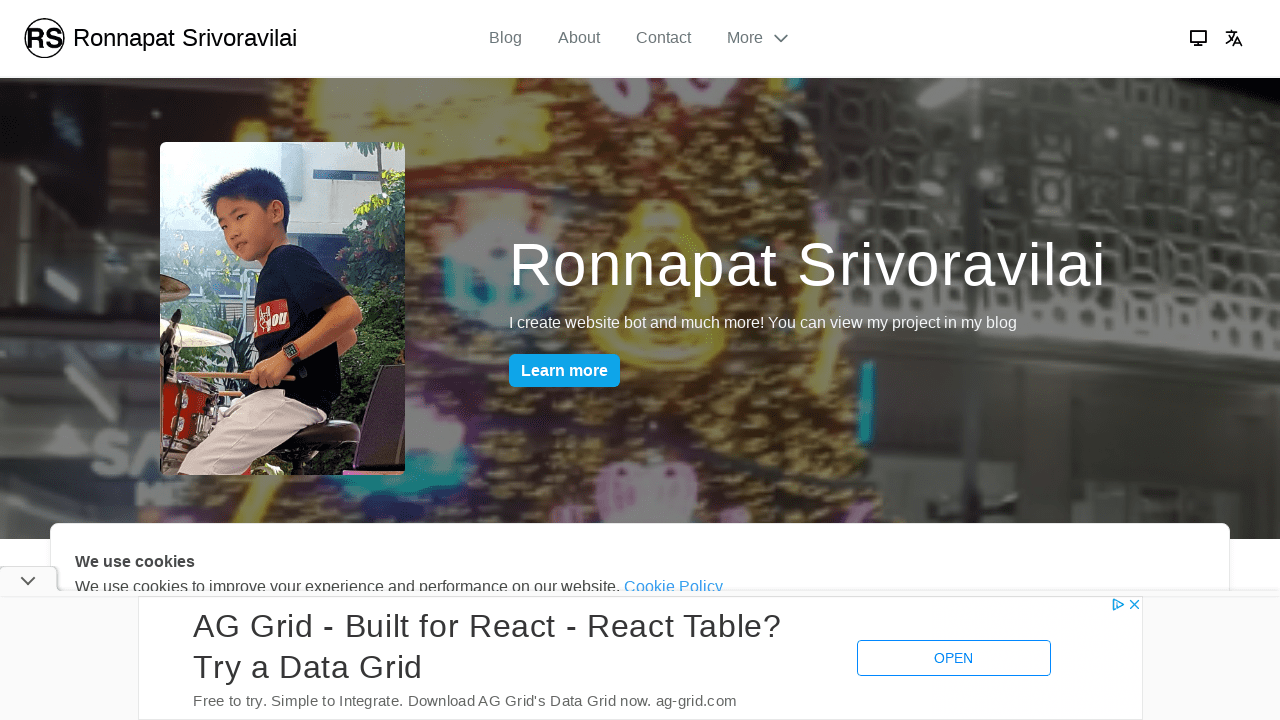 RS Ronnapat Srivoravilai
Blog
About
Contact
More
Ronnapat Srivoravilai
I create website bot and much more! You can view my project in my blog
Learn more
We use cookies
We use cookies to improve your experience and performance on our website. Cookie Policy
AG Grid - Built for React - React Table?
Try a Data Grid
Free to try. Simple to Integrate. Download AG Grid's Data Grid now. ag-grid.com
OPEN